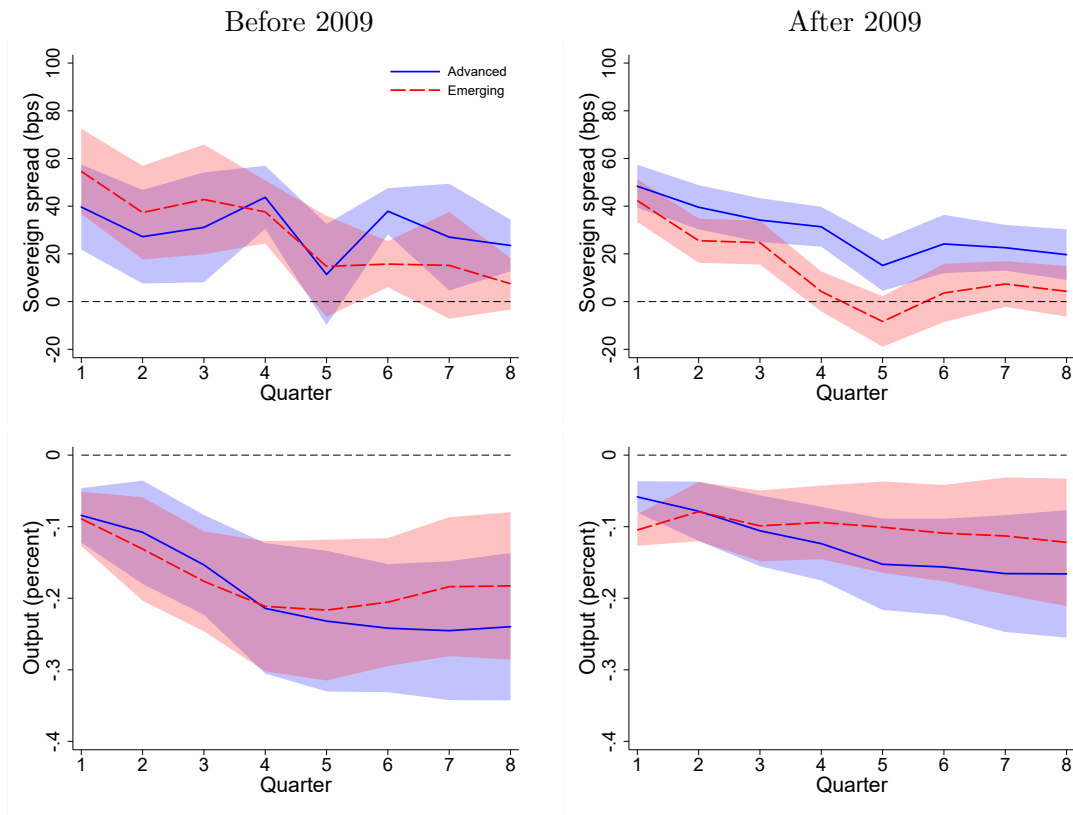 Before 2009
After 2009
Sovereign spread (bps)
100
80
60
40
20
0
-20
Advanced
Emerging
1 2 3 4 5 6 7 8
Quarter
Sovereign spread (bps)
100
80
60
40
20
0
-20
1 2 3 4 5 6 7 8
Quarter
Output (percent)
0
-.1
-.2
-.3
-.4
1 2 3 4 5 6 7 8
Quarter
Output (percent)
0
-.1
-.2
-.3
-.4
1 2 3 4 5 6 7 8
Quarter